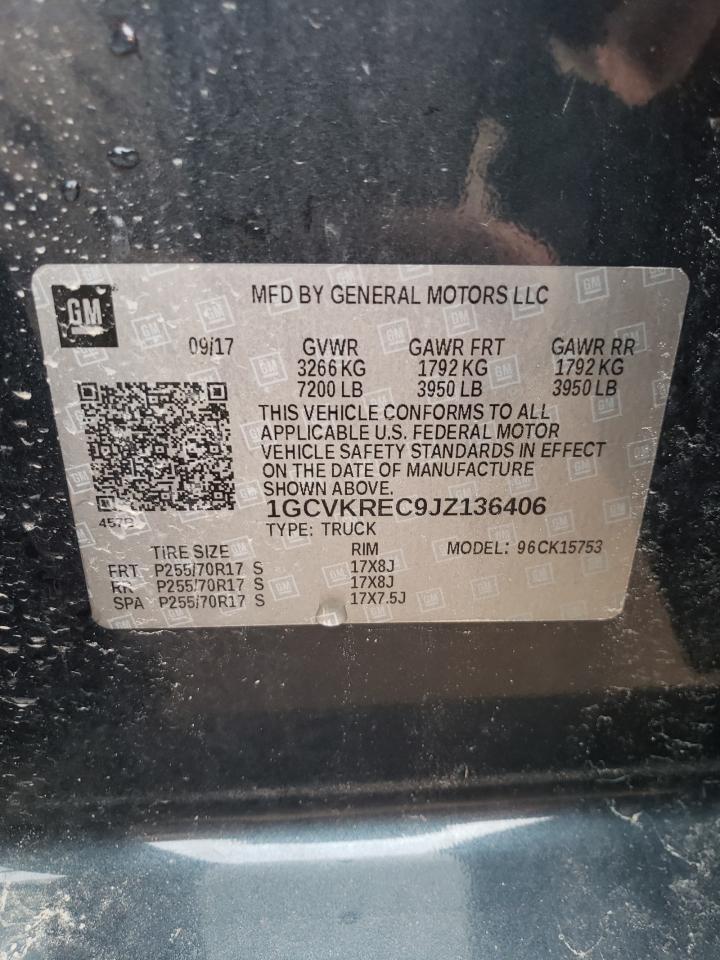 GM
MFD BY GENERAL MOTORS LLC
09/17 GVWR GAWR FRT GAWR RR
3266 KG 1792 KG 1792 KG
7200 LB 3950 LB 3950 LB
THIS VEHICLE CONFORMS TO ALL
APPLICABLE U.S. FEDERAL MOTOR
VEHICLE SAFETY STANDARDS IN EFFECT
ON THE DATE OF MANUFACTURE
SHOWN ABOVE.
1GCVKREC9JZ136406
TYPE: TRUCK
TIRE SIZE RIM MODEL: 96CK15753
FRT P255/70R17 S 17X8J
RR P255/70R17 S 17X8J
SPA P255/70R17 S 17X7.5J